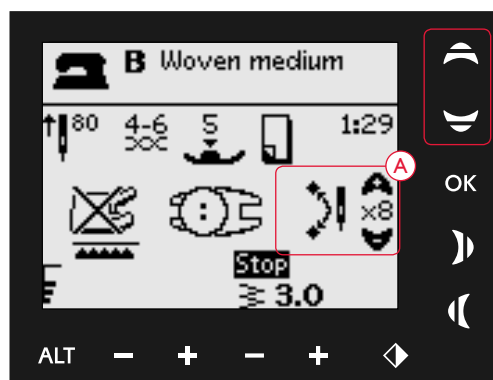 B Woven medium
80 4-6 5 1:29
A
×8
Stop
3.0
OK
ALT - + - +